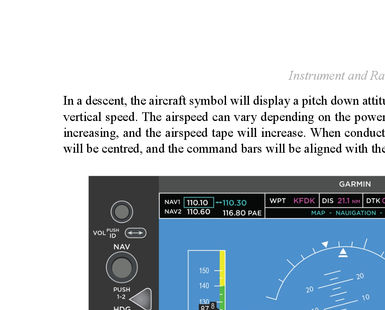 Instrument and Ra
In a descent, the aircraft symbol will display a pitch down attitu
vertical speed. The airspeed can vary depending on the power
increasing, and the airspeed tape will increase. When conduct
will be centred, and the command bars will be aligned with the
GARMIN
NAV1 110.10 ↔110.30 WPT KFDK DIS 21.1 NM DTK
NAV2 110.60 116.80 PAE MAP - NAVIGATION -
VOL PUSH ID
NAV
PUSH
1-2
HDG
150
140
130
87 8
20 20
10 10